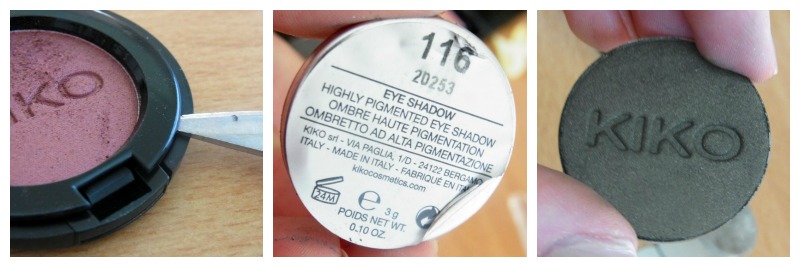 KIKO
116
20253
EYE SHADOW
HIGHLY PIGMENTED EYE SHADOW
OMBRE HAUTE PIGMENTATION
OMBRETTO AD ALTA PIGMENTAZIONE
KIKO srl - VIA PAGLIA, 1/D - 24122 BERGAMO
ITALY - MADE IN ITALY - FABRIQUÉ EN
kikocosmetics.com
24M
e 3 g
POIDS NET WT.
0.10 OZ.
KIKO